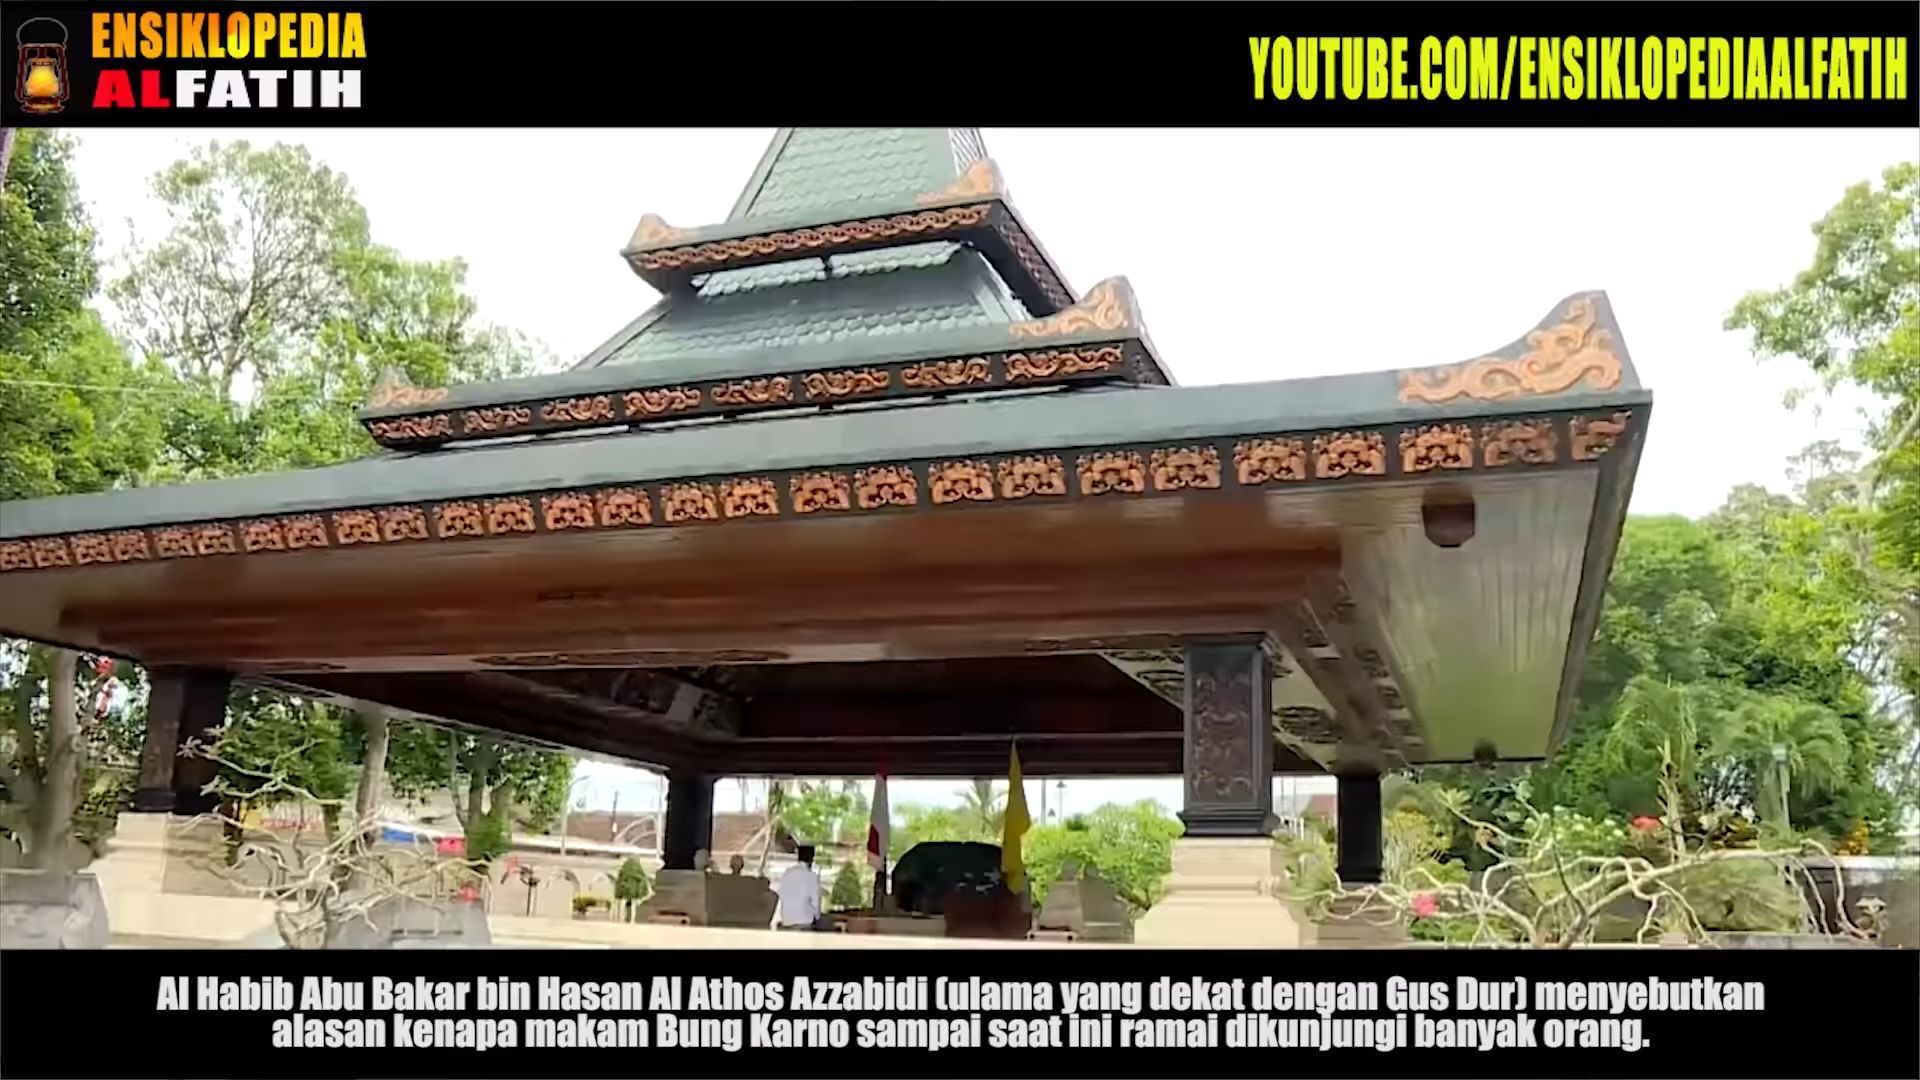 ENSIKLOPEDIA
ALFATIH
YOUTUBE.COM/ENSIKLOPEDIAALFATIH
Al Habib Abu Bakar bin Hasan Al Athos Azzabidi (ulama yang dekat dengan Gus Dur) menyebutkan
alasan kenapa makam Bung Karno sampai saat ini ramai dikunjungi banyak orang.